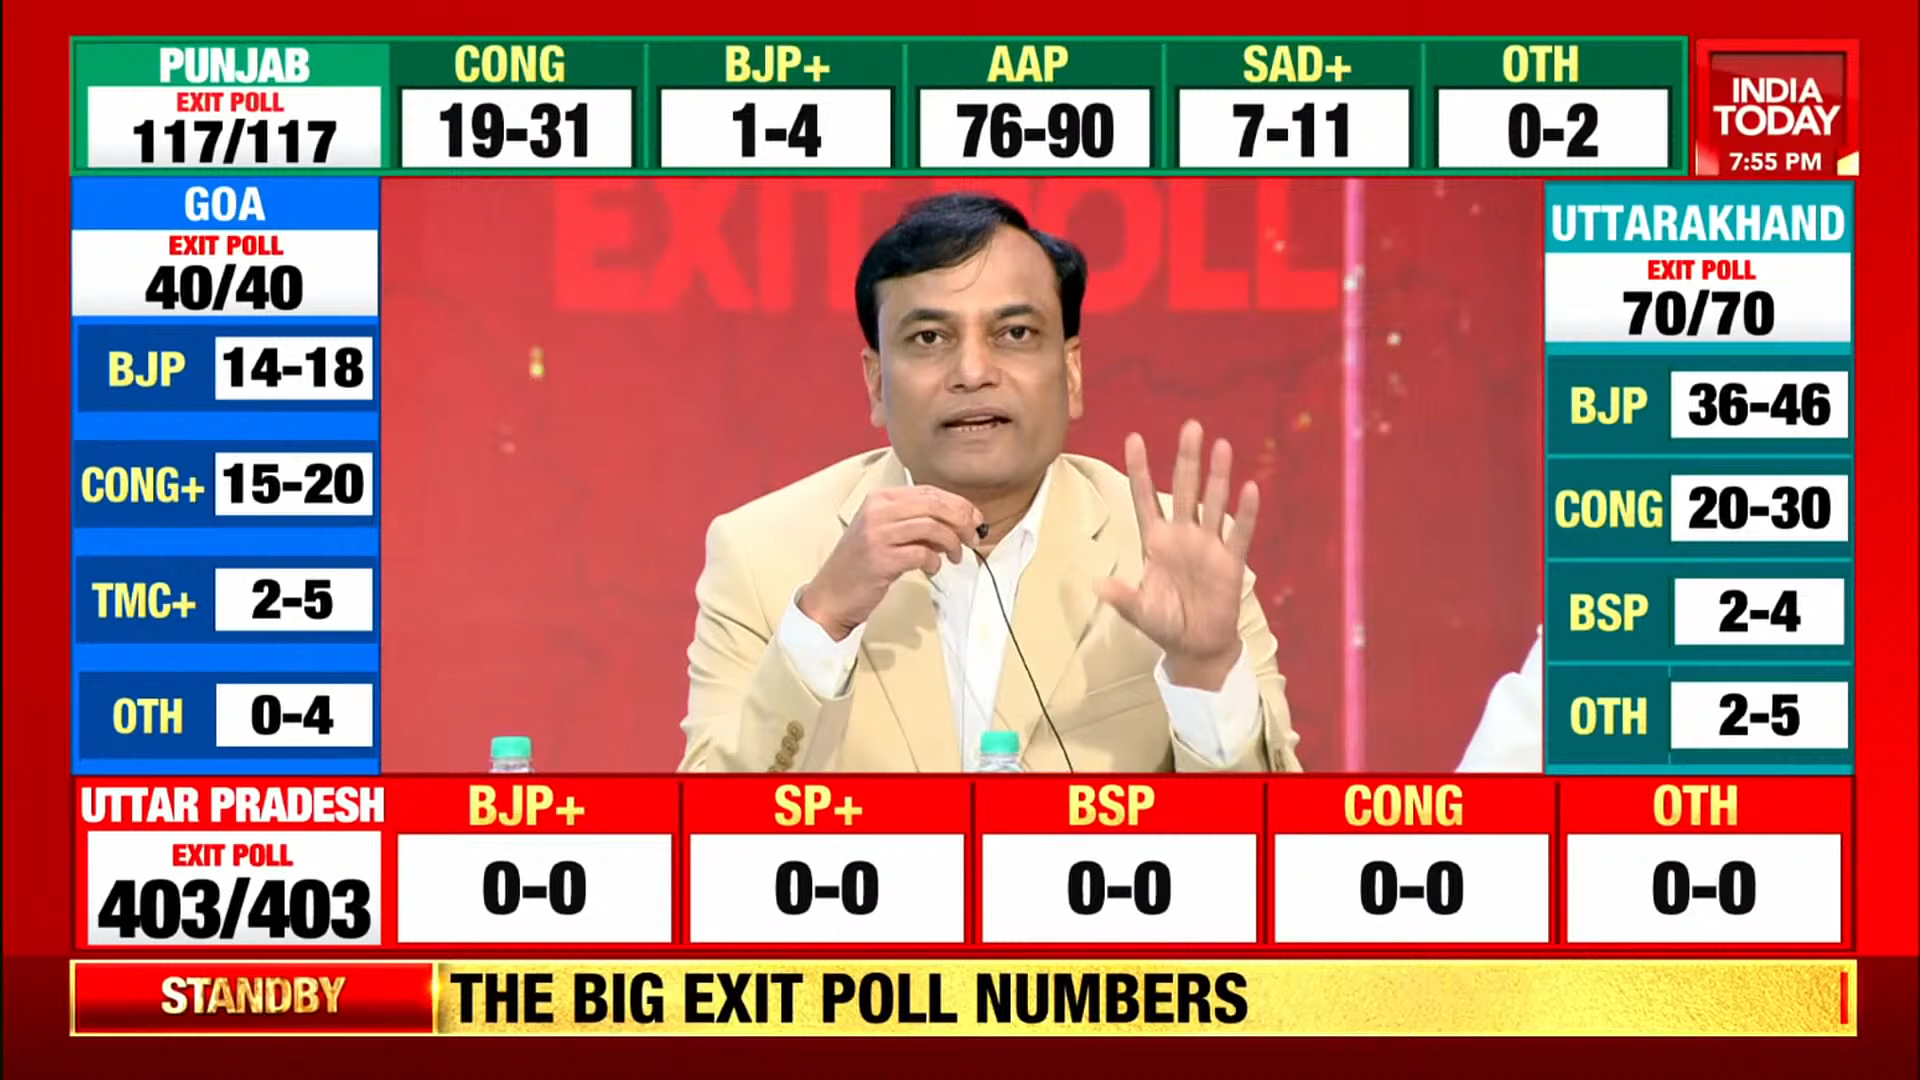 PUNJAB
EXIT POLL
117/117
CONG
19-31
BJP+
1-4
AAP
76-90
SAD+
7-11
OTH
0-2
INDIA
TODAY
7:55 PM
GOA
EXIT POLL
40/40
BJP 14-18
CONG+ 15-20
TMC+ 2-5
OTH 0-4
EXIT POLL
UTTARAKHAND
EXIT POLL
70/70
BJP 36-46
CONG 20-30
BSP 2-4
OTH 2-5
UTTAR PRADESH
EXIT POLL
403/403
BJP+
0-0
SP+
0-0
BSP
0-0
CONG
0-0
OTH
0-0
STANDBY
THE BIG EXIT POLL NUMBERS